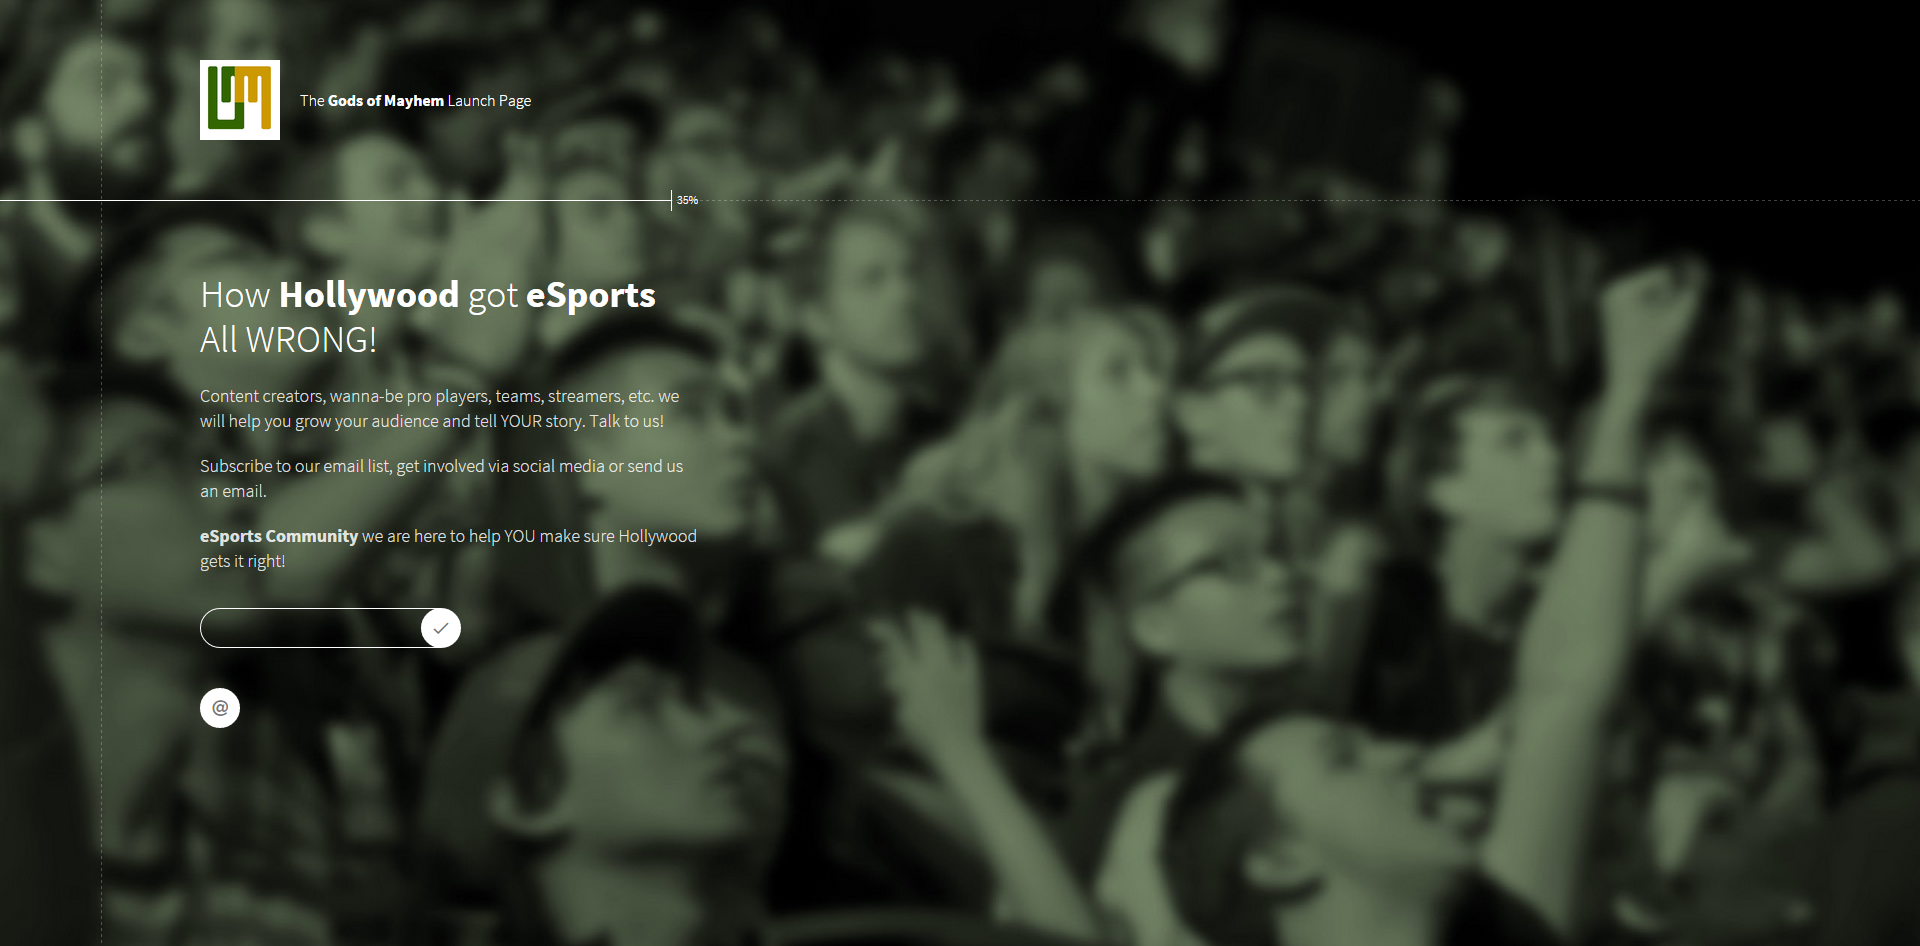 The Gods of Mayhem Launch Page
35%
How Hollywood got eSports
All WRONG!
Content creators, wanna-be pro players, teams, streamers, etc. we
will help you grow your audience and tell YOUR story. Talk to us!
Subscribe to our email list, get involved via social media or send us
an email.
eSports Community we are here to help YOU make sure Hollywood
gets it right!
@